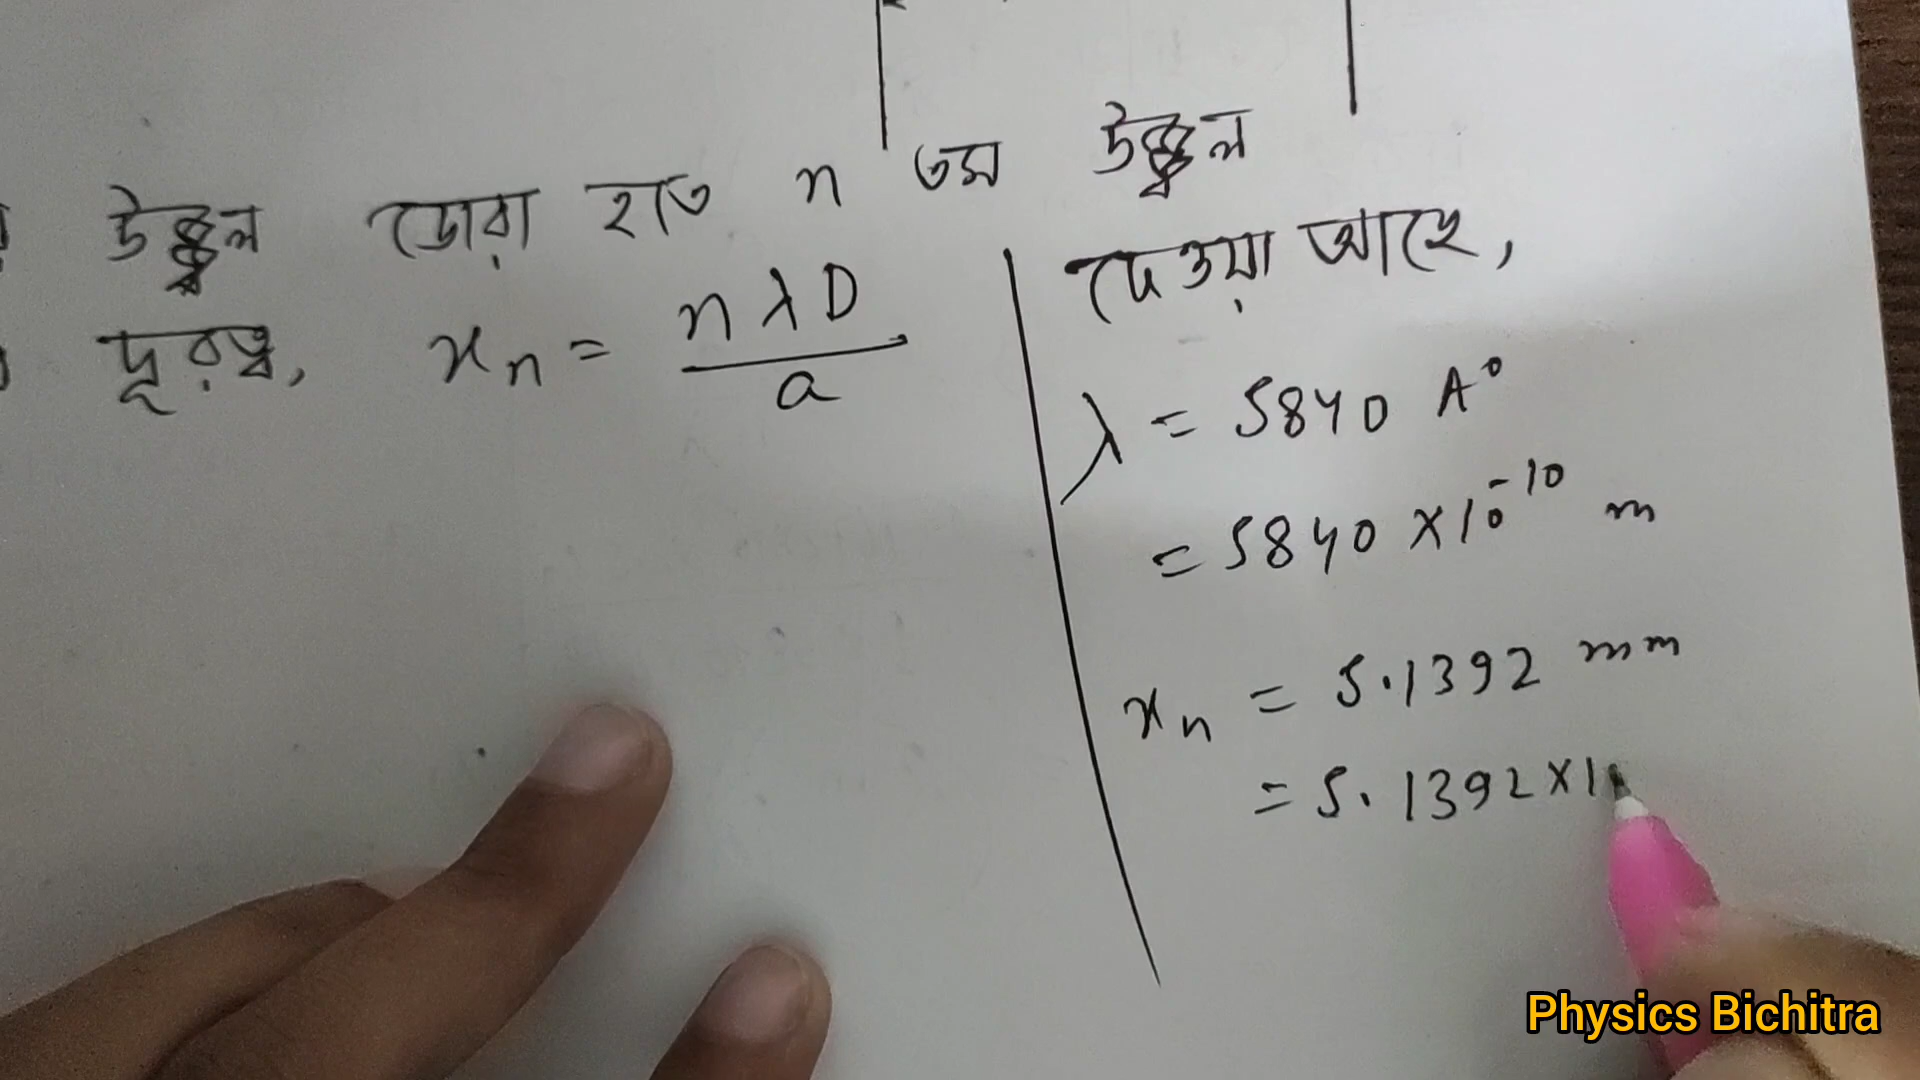 উজ্জ্বল ডোরা হতে n তম উজ্জ্বল
দূরত্ব, xₙ = nλD / a
দেওয়া আছে,
λ = 5840 A°
= 5840 × 10⁻¹⁰ m
xₙ = 5.1392 mm
= 5.1392 × 1
Physics Bichitra